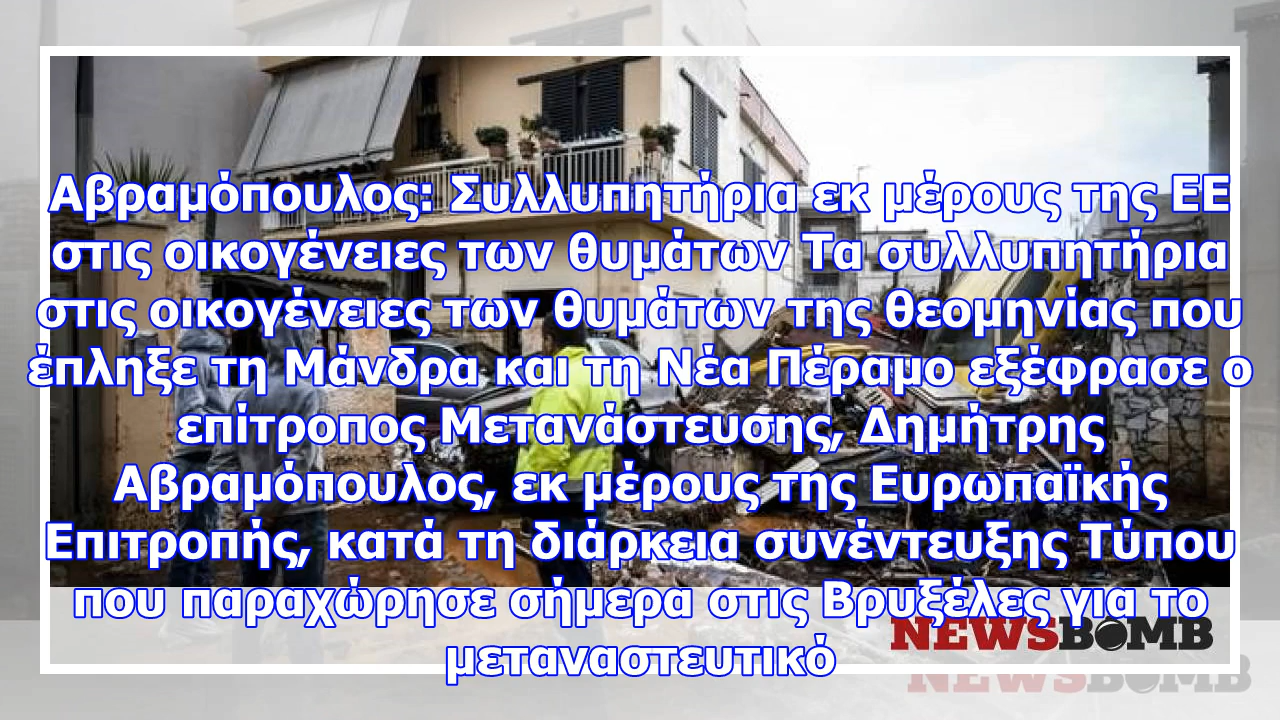 Αβραμόπουλος: Συλλυπητήρια εκ μέρους της ΕΕ
στις οικογένειες των θυμάτων Τα συλλυπητήρια
στις οικογένειες των θυμάτων της θεομηνίας που
έπληξε τη Μάνδρα και τη Νέα Πέραμο εξέφρασε ο
επίτροπος Μετανάστευσης, Δημήτρης
Αβραμόπουλος, εκ μέρους της Ευρωπαϊκής
Επιτροπής, κατά τη διάρκεια συνέντευξης Τύπου
που παραχώρησε σήμερα στις Βρυξέλες για το
μεταναστευτικό
NEWSBOMB
NEWSBOMB